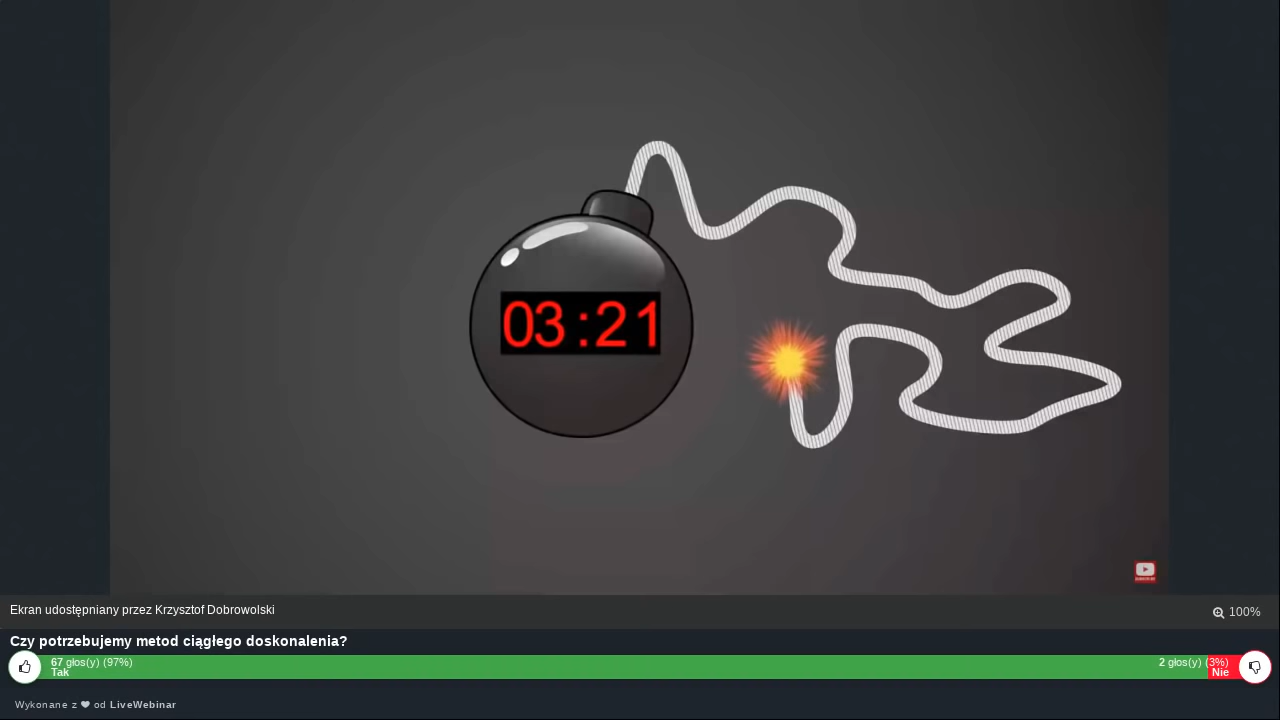 03:21
Ekran udostępniany przez Krzysztof Dobrowolski
100%
Czy potrzebujemy metod ciągłego doskonalenia?
67 głos(y) (97%)
2 głos(y) (3%)
Tak
Nie
Wykonane z ♥ od LiveWebinar